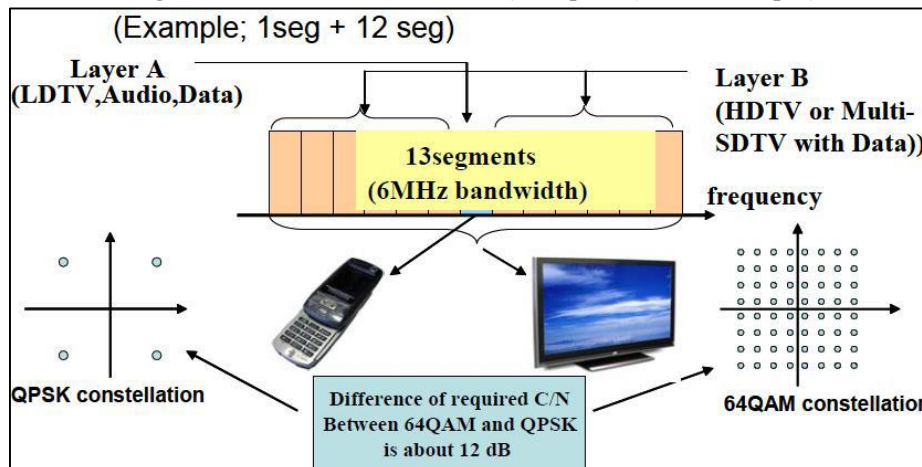 (Example; 1seg + 12 seg)
Layer A
(LDTV,Audio,Data)
Layer B
(HDTV or Multi-
SDTV with Data))
13segments
(6MHz bandwidth)
frequency
QPSK constellation
64QAM constellation
Difference of required C/N
Between 64QAM and QPSK
is about 12 dB